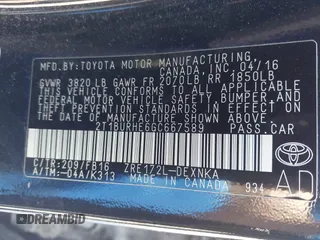 MFD.BY:TOYOTA MOTOR MANUFACTURING
CANADA, INC. 04/16
GVWR 3820 LB GAWR FR 2070LB RR 1850LB
THIS VEHICLE CONFORMS TO ALL APPLICABLE
FEDERAL MOTOR VEHICLE SAFETY, BUMPER, AND
THEFT PREVENTION STANDARDS IN EFFECT ON
THE DATE OF MANUFACTURE SHOWN ABOVE.
2T1BURHE6GC667589 PASS.CAR
C/TR:209/FB16 ZRE172L-DEXNKA
A/TM:-04A/K313 MADE IN CANADA 934
TOYOTA
AD
DREAMBID